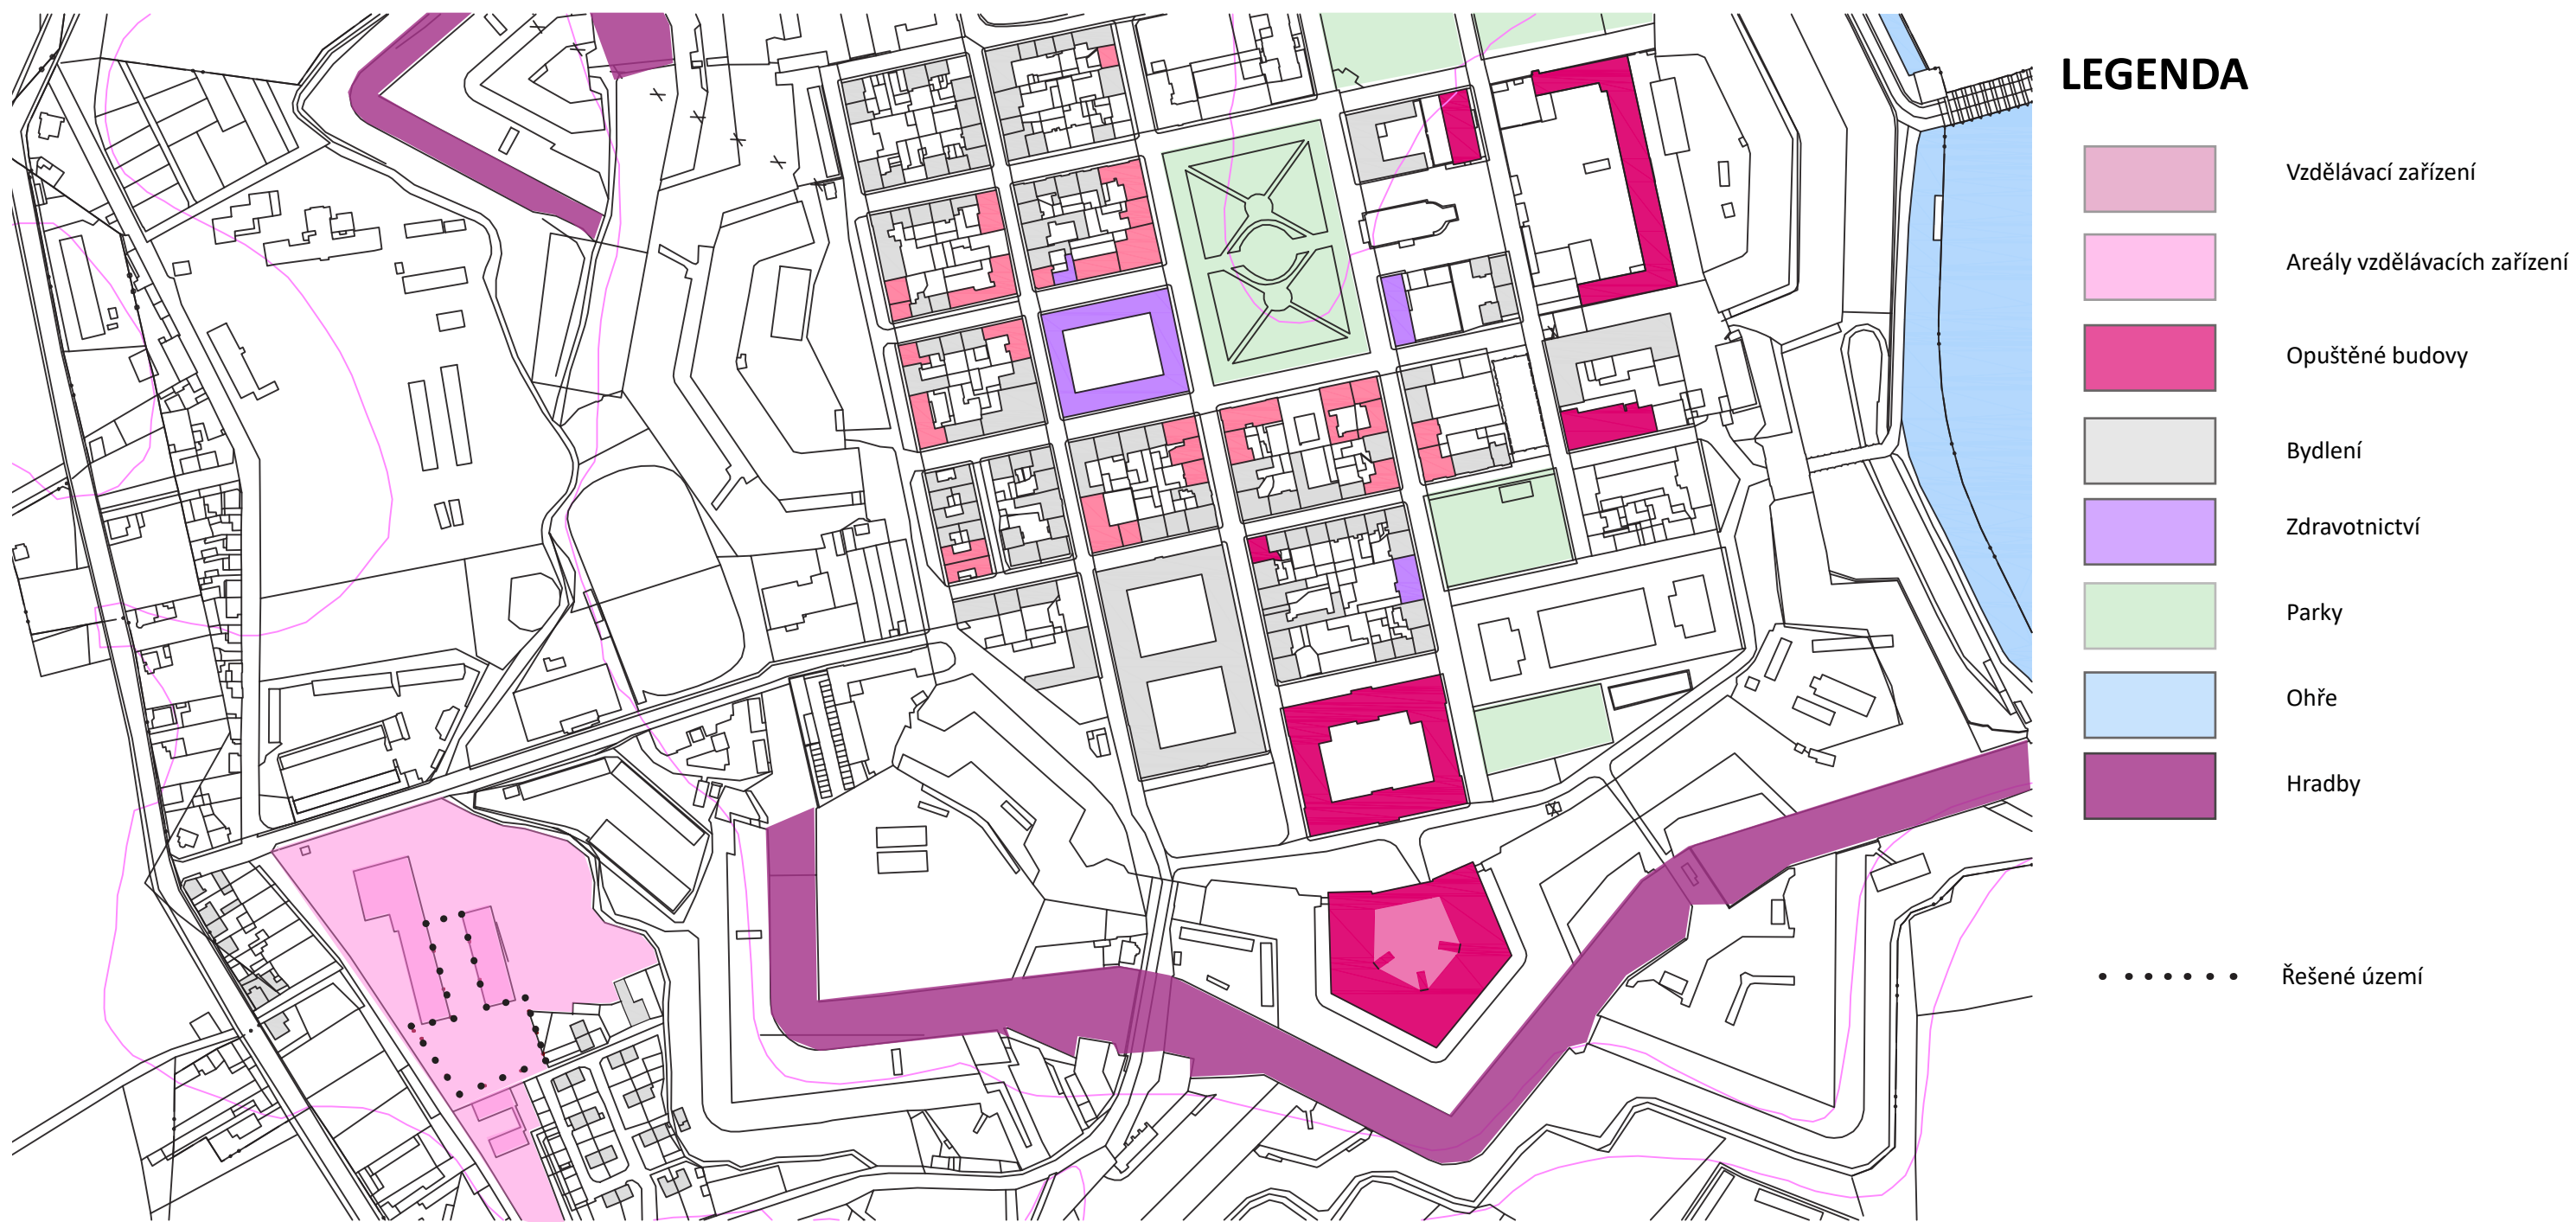 LEGENDA
Vzdělávací zařízení
Areály vzdělávacích zařízení
Opuštěné budovy
Bydlení
Zdravotnictví
Parky
Ohře
Hradby
Řešené území